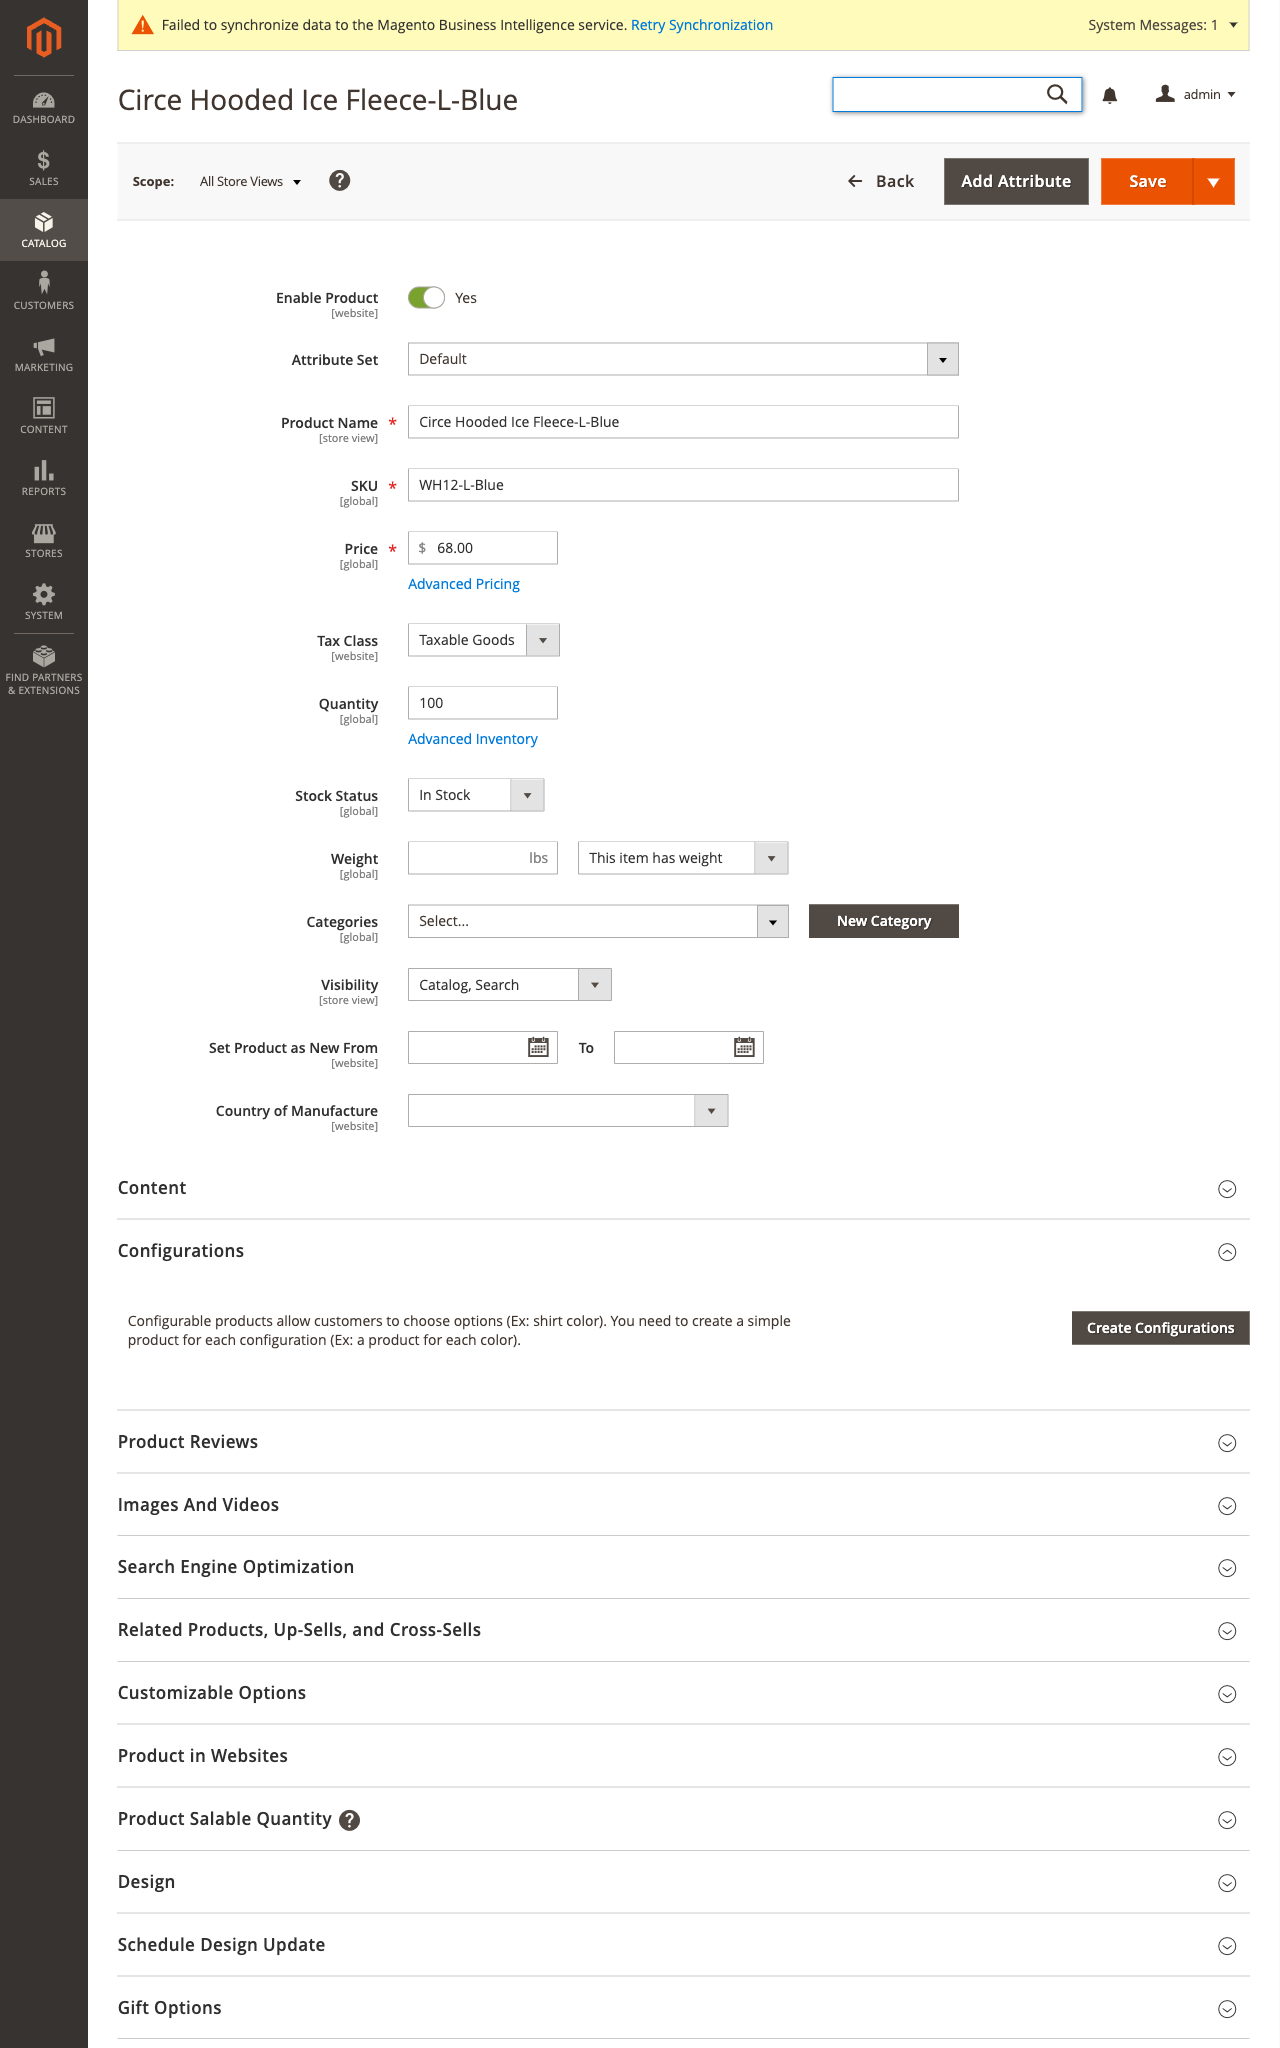 Failed to synchronize data to the Magento Business Intelligence service. Retry Synchronization
System Messages: 1
Circe Hooded Ice Fleece-L-Blue
admin
DASHBOARD
SALES
CATALOG
CUSTOMERS
MARKETING
CONTENT
REPORTS
STORES
SYSTEM
FIND PARTNERS
& EXTENSIONS
Scope: All Store Views ?
Back
Add Attribute
Save
Enable Product
[website]
Yes
Attribute Set
Default
Product Name *
[store view]
Circe Hooded Ice Fleece-L-Blue
SKU *
[global]
WH12-L-Blue
Price *
[global]
$ 68.00
Advanced Pricing
Tax Class
[website]
Taxable Goods
Quantity
[global]
100
Advanced Inventory
Stock Status
[global]
In Stock
Weight
[global]
lbs
This item has weight
Categories
[global]
Select...
New Category
Visibility
[store view]
Catalog, Search
Set Product as New From
[website]
To
Country of Manufacture
[website]
Content
Configurations
Configurable products allow customers to choose options (Ex: shirt color). You need to create a simple
product for each configuration (Ex: a product for each color).
Create Configurations
Product Reviews
Images And Videos
Search Engine Optimization
Related Products, Up-Sells, and Cross-Sells
Customizable Options
Product in Websites
Product Salable Quantity ?
Design
Schedule Design Update
Gift Options